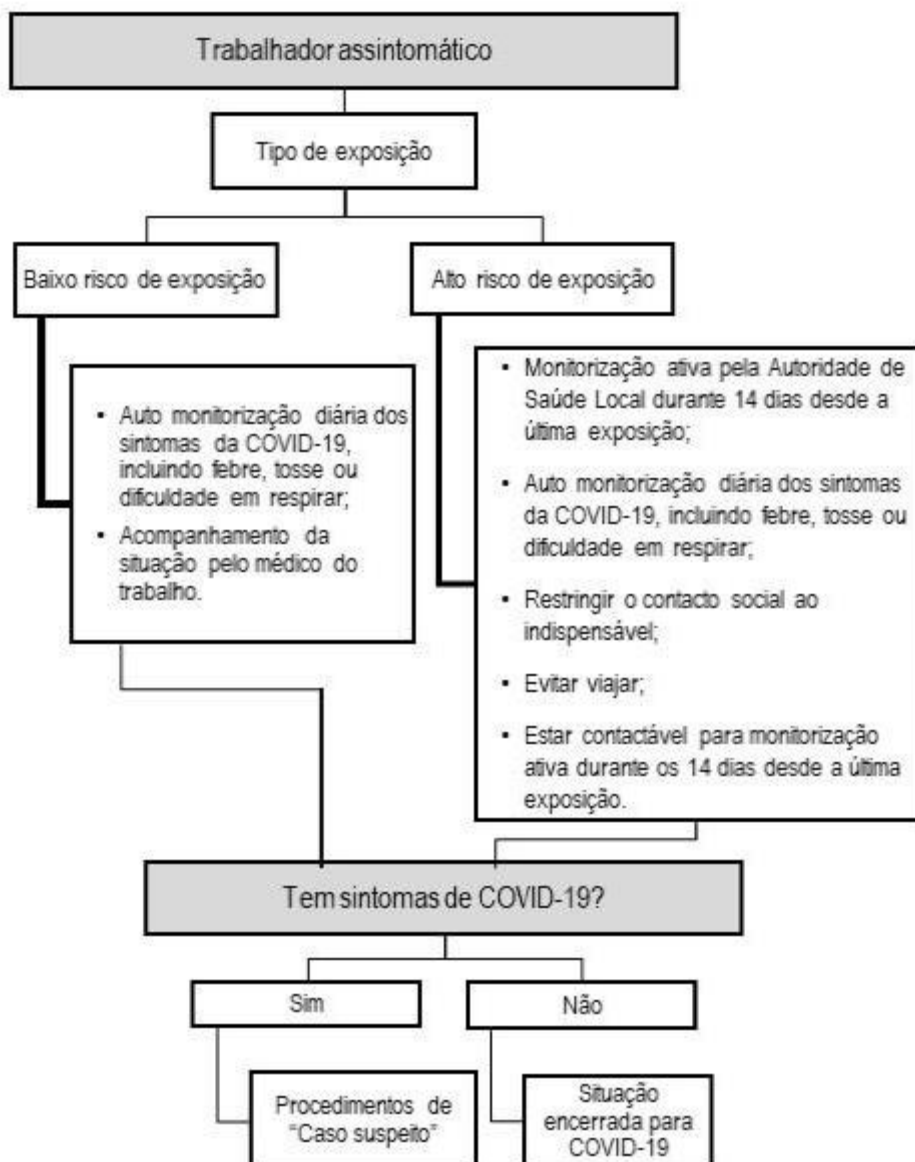 Trabalhador assintomático
Tipo de exposição
Baixo risco de exposição
Alto risco de exposição
▪ Auto monitorização diária dos
sintomas da COVID-19,
incluindo febre, tosse ou
dificuldade em respirar;
▪ Acompanhamento da
situação pelo médico do
trabalho.
▪ Monitorização ativa pela Autoridade de
Saúde Local durante 14 dias desde a
última exposição;
▪ Auto monitorização diária dos sintomas
da COVID-19, incluindo febre, tosse ou
dificuldade em respirar;
▪ Restringir o contacto social ao
indispensável;
▪ Evitar viajar;
▪ Estar contactável para monitorização
ativa durante os 14 dias desde a última
exposição.
Tem sintomas de COVID-19?
Sim
Não
Procedimentos de
“Caso suspeito”
Situação
encerrada para
COVID-19